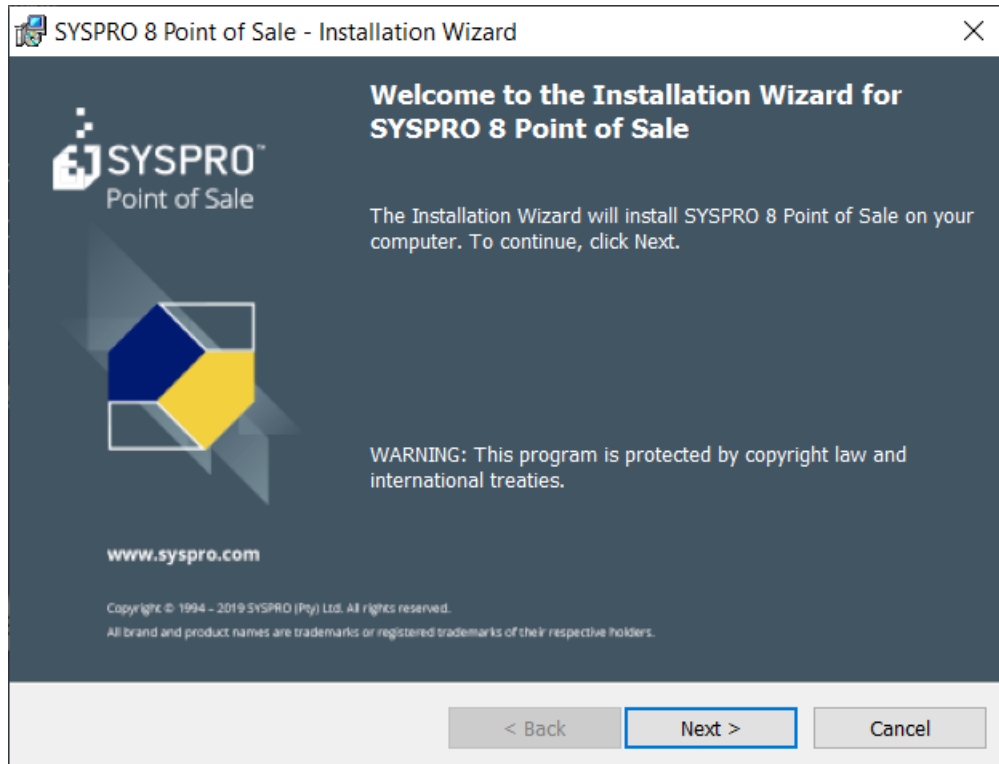 SYSPRO 8 Point of Sale - Installation Wizard
Welcome to the Installation Wizard for
SYSPRO 8 Point of Sale
SYSPRO™
Point of Sale
The Installation Wizard will install SYSPRO 8 Point of Sale on your
computer. To continue, click Next.
WARNING: This program is protected by copyright law and
international treaties.
www.syspro.com
Copyright © 1994 – 2019 SYSPRO (Pty) Ltd. All rights reserved.
All brand and product names are trademarks or registered trademarks of their respective holders.
< Back Next > Cancel